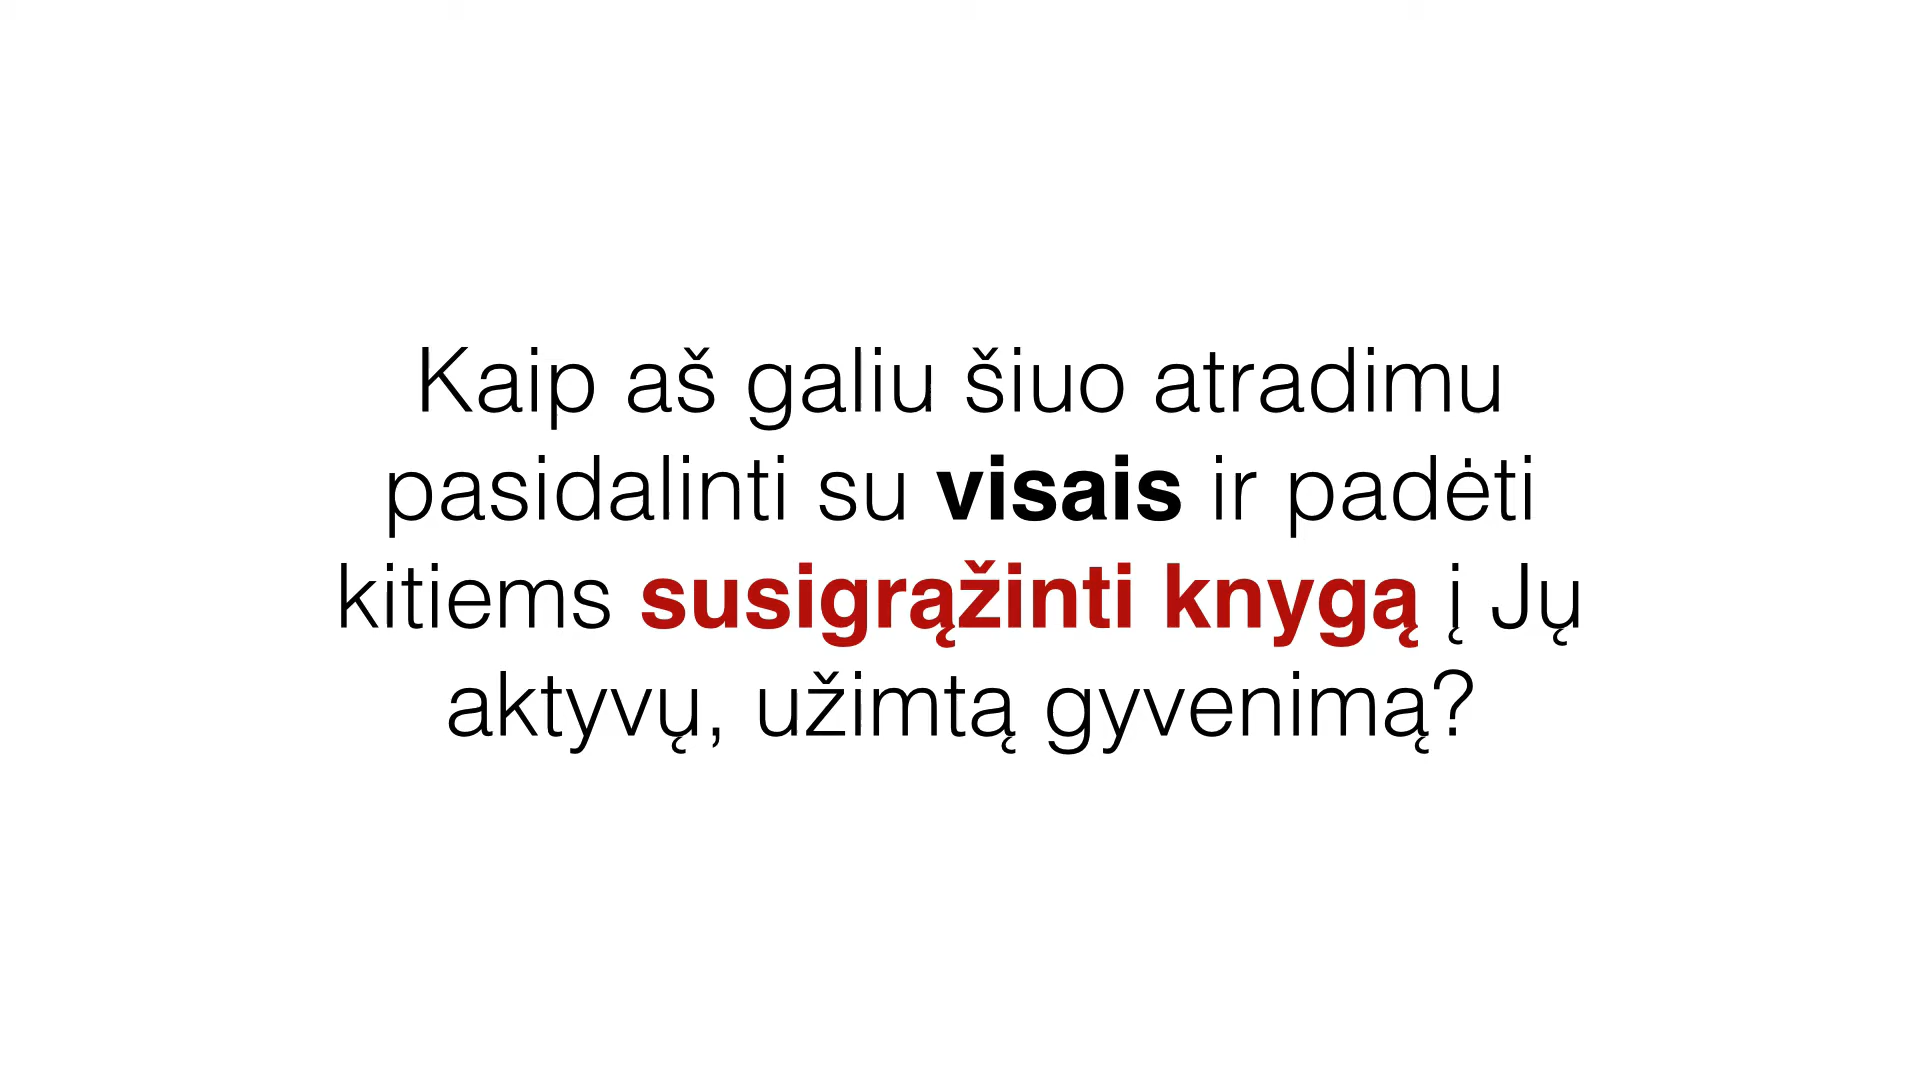 Kaip aš galiu šiuo atradimu
pasidalinti su visais ir padėti
kitiems susigrąžinti knygą į Jų
aktyvų, užimtą gyvenimą?